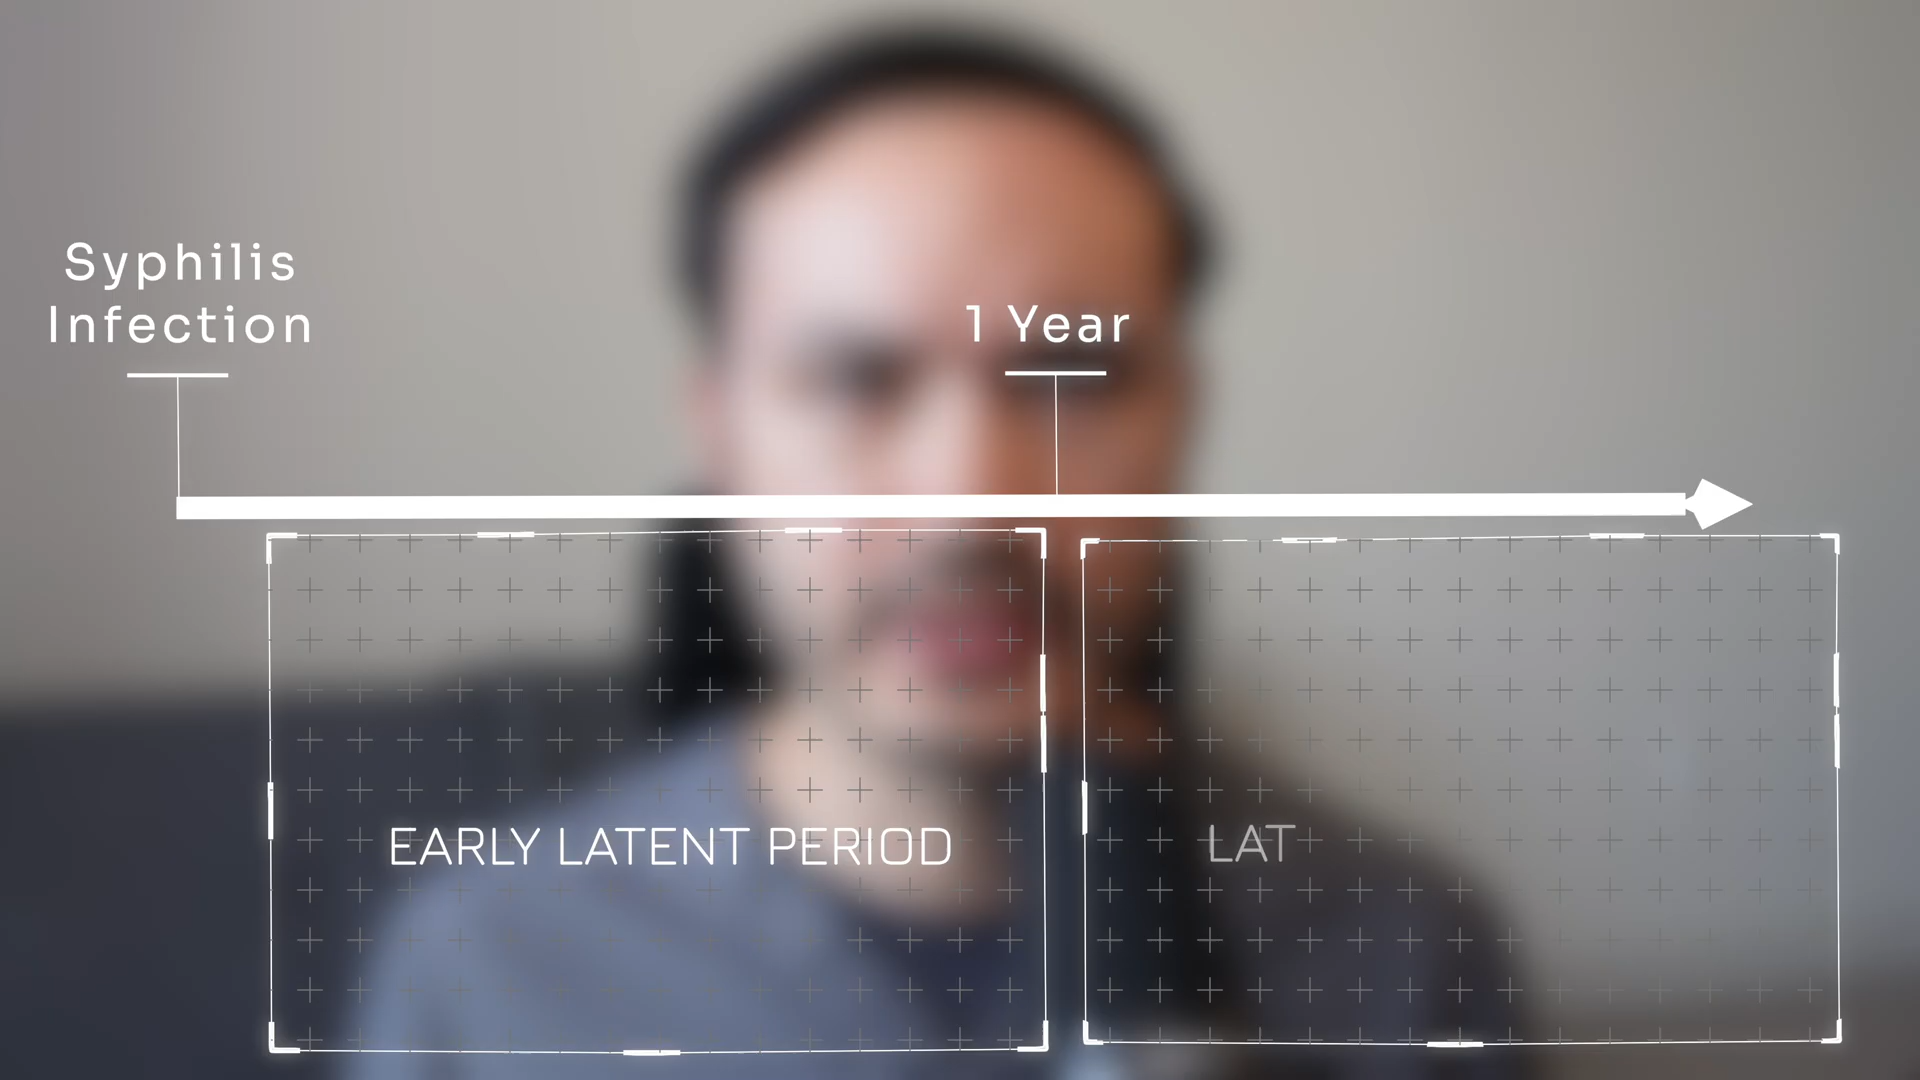 Syphilis
Infection
1 Year
EARLY LATENT PERIOD
LAT